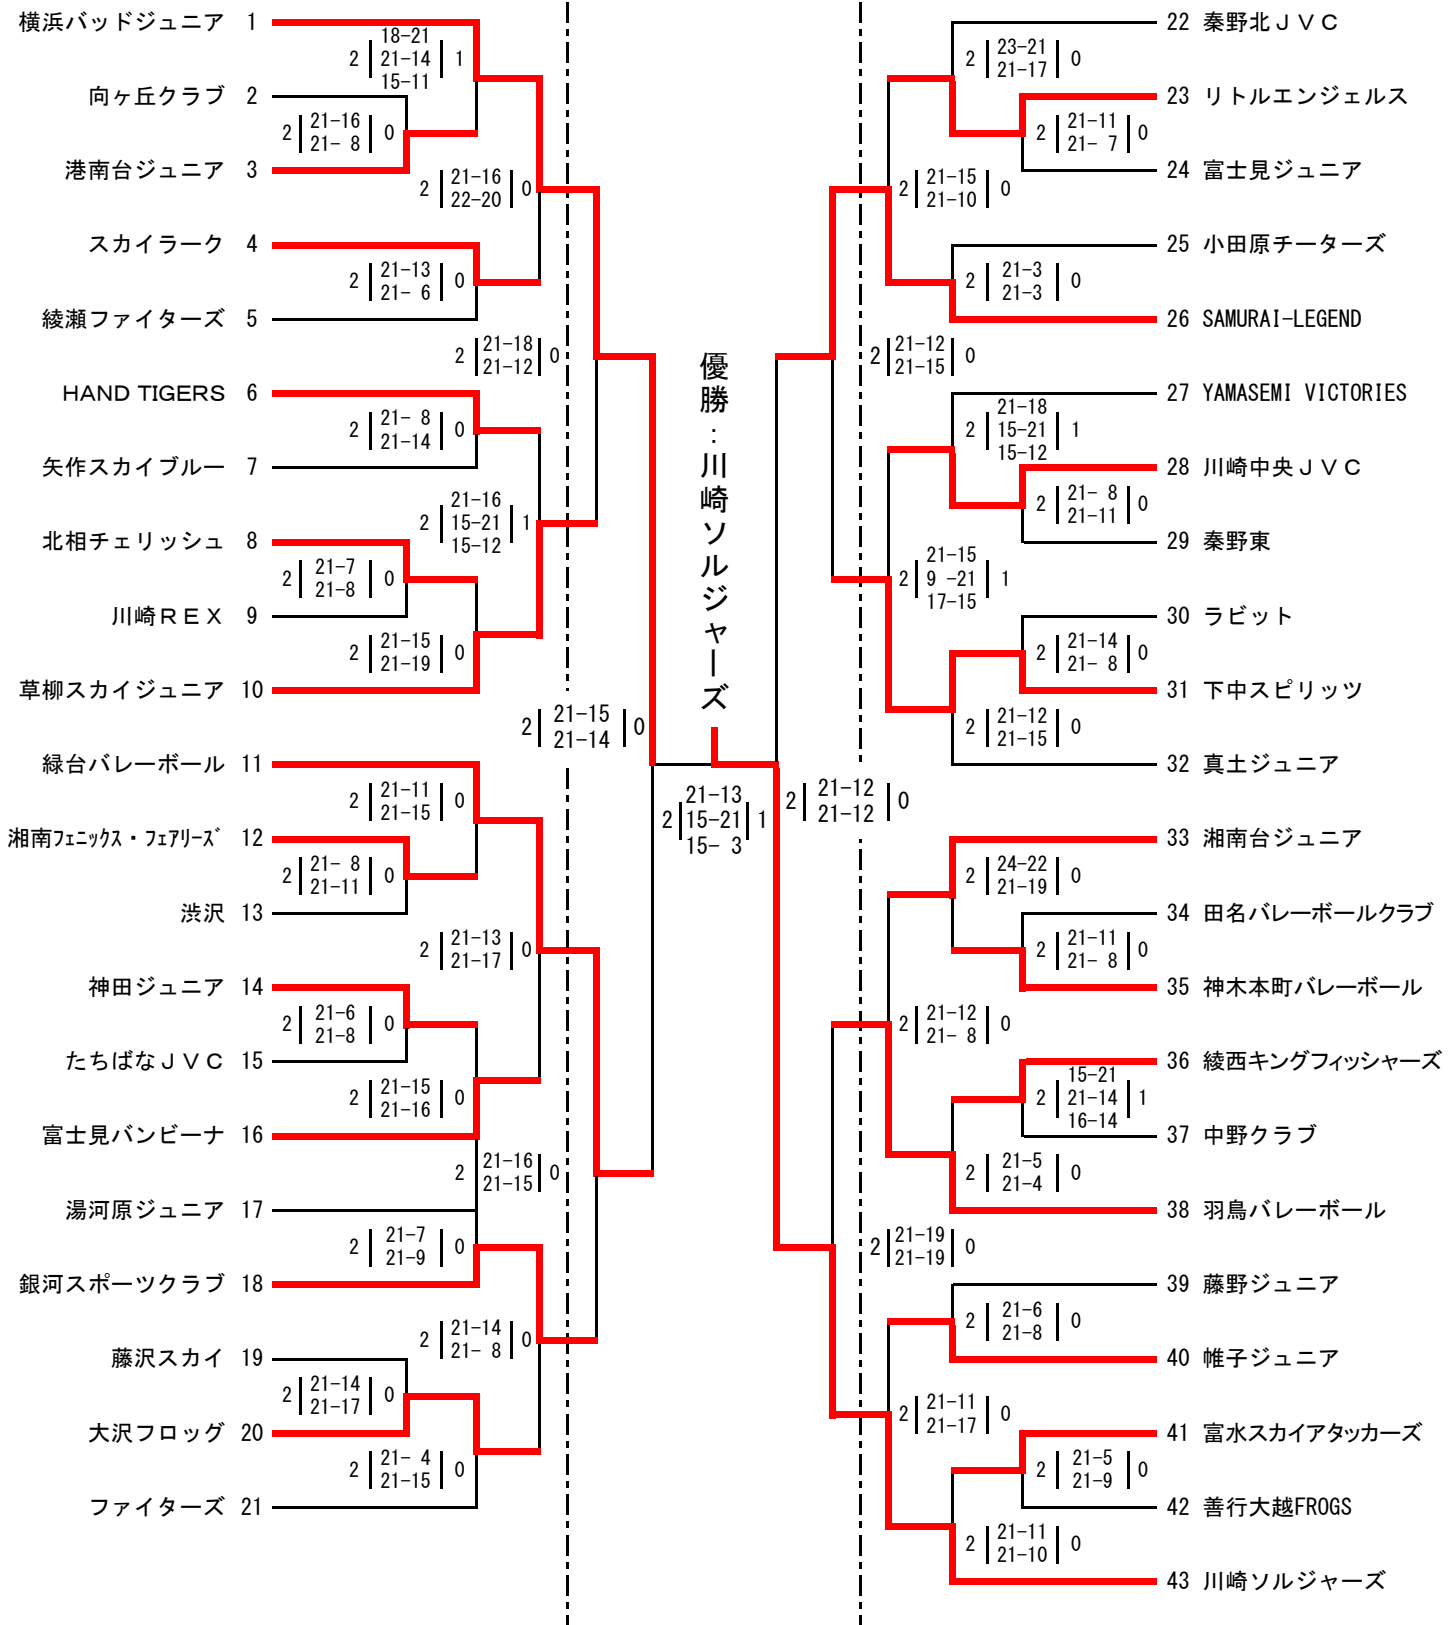 横浜バッドジュニア 1
18-21
2 21-14 1
15-11
向ヶ丘クラブ 2
21-16
2 0
21- 8
港南台ジュニア 3
21-16
2 0
22-20
スカイラーク 4
21-13
2 0
21- 6
綾瀬ファイターズ 5
21-18
2 0
21-12
HAND TIGERS 6
21- 8
2 0
21-14
矢作スカイブルー 7
21-16
2 15-21 1
15-12
北相チェリッシュ 8
21-7
2 0
21-8
川崎REX 9
21-15
2 0
21-19
草柳スカイジュニア 10
21-15
2 0
21-14
緑台バレーボール 11
21-11
2 0
21-15
湘南フェニックス・フェアリーズ 12
21- 8
2 0
21-11
渋沢 13
21-13
2 0
21-17
神田ジュニア 14
21-6
2 0
21-8
たちばなJVC 15
21-15
2 0
21-16
富士見バンビーナ 16
21-16
2 0
21-15
湯河原ジュニア 17
21-7
2 0
21-9
銀河スポーツクラブ 18
21-14
2 0
21- 8
藤沢スカイ 19
21-14
2 0
21-17
大沢フロッグ 20
21- 4
2 0
21-15
ファイターズ 21
優勝:川崎ソルジャーズ
21-13
2 15-21 1
15- 3
22 秦野北JVC
23-21
2 0
21-17
23 リトルエンジェルス
21-11
2 0
21- 7
24 富士見ジュニア
21-15
2 0
21-10
25 小田原チーターズ
21-3
2 0
21-3
26 SAMURAI-LEGEND
21-12
2 0
21-15
27 YAMASEMI VICTORIES
21-18
2 15-21 1
15-12
28 川崎中央JVC
21- 8
2 0
21-11
29 秦野東
21-15
2 9 -21 1
17-15
30 ラビット
21-14
2 0
21- 8
31 下中スピリッツ
21-12
2 0
21-15
32 真土ジュニア
21-12
2 0
21-12
33 湘南台ジュニア
24-22
2 0
21-19
34 田名バレーボールクラブ
21-11
2 0
21- 8
35 神木本町バレーボール
21-12
2 0
21- 8
36 綾西キングフィッシャーズ
15-21
2 21-14 1
16-14
37 中野クラブ
21-5
2 0
21-4
38 羽鳥バレーボール
21-19
2 0
21-19
39 藤野ジュニア
21-6
2 0
21-8
40 帷子ジュニア
21-11
2 0
21-17
41 富水スカイアタッカーズ
21-5
2 0
21-9
42 善行大越FROGS
21-11
2 0
21-10
43 川崎ソルジャーズ